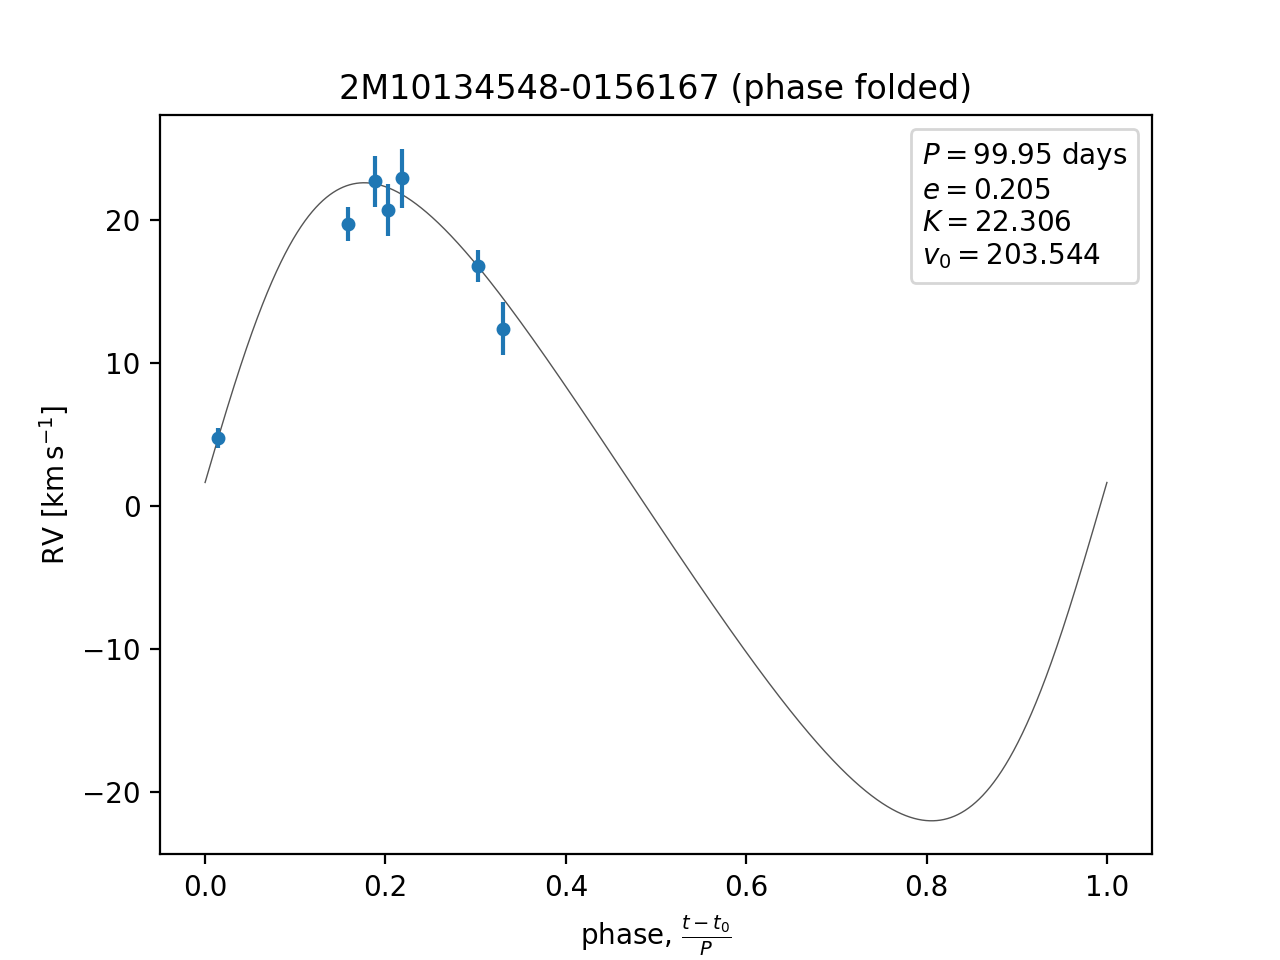 2M10134548-0156167 (phase folded)
P = 99.95 days
e = 0.205
K = 22.306
v₀ = 203.544
RV [km s⁻¹]
20
10
0
−10
−20
0.0 0.2 0.4 0.6 0.8 1.0
phase, (t − t₀)/P